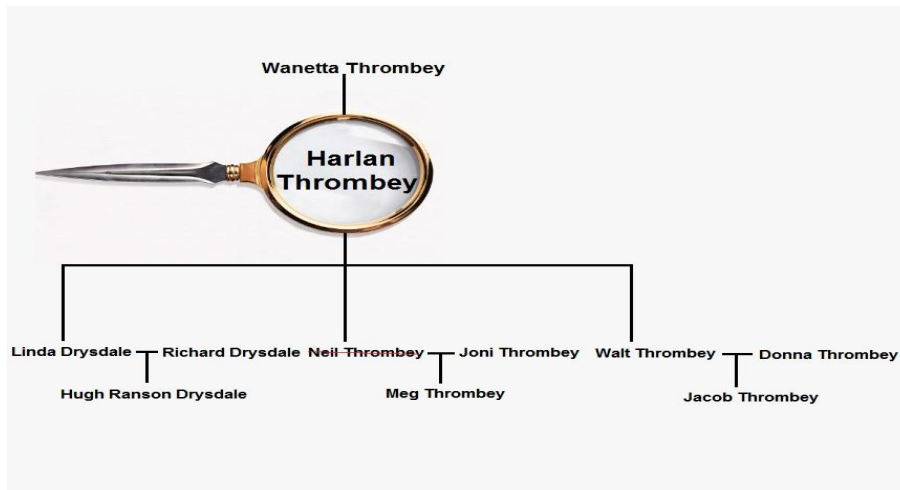 Wanetta Thrombey
Harlan
Thrombey
Linda Drysdale
Richard Drysdale
Neil Thrombey
Joni Thrombey
Walt Thrombey
Donna Thrombey
Hugh Ranson Drysdale
Meg Thrombey
Jacob Thrombey